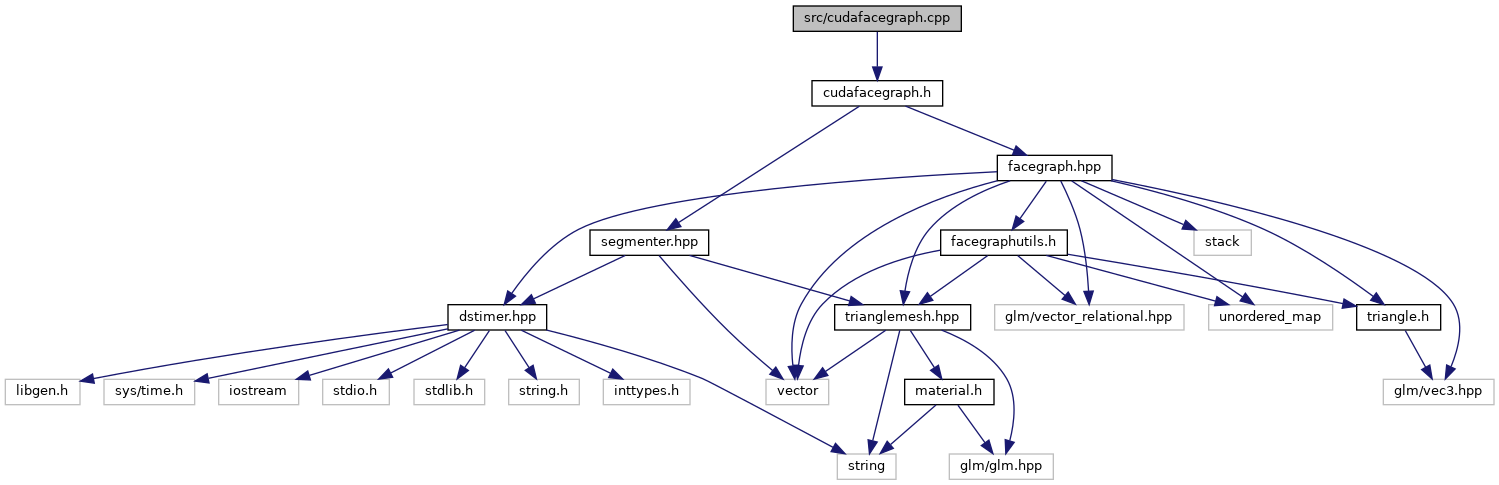 src/cudafacegraph.cpp
cudafacegraph.h
facegraph.hpp
segmenter.hpp
facegraphutils.h
stack
dstimer.hpp
trianglemesh.hpp
glm/vector_relational.hpp
unordered_map
triangle.h
libgen.h
sys/time.h
iostream
stdio.h
stdlib.h
string.h
inttypes.h
vector
material.h
glm/vec3.hpp
string
glm/glm.hpp